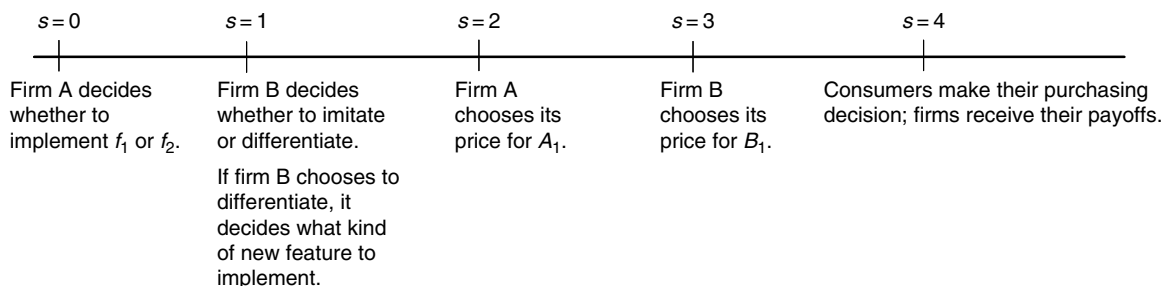 s = 0
s = 1
s = 2
s = 3
s = 4
Firm A decides
whether to
implement f₁ or f₂.
Firm B decides
whether to imitate
or differentiate.
If firm B chooses to
differentiate, it
decides what kind
of new feature to
implement.
Firm A
chooses its
price for A₁.
Firm B
chooses its
price for B₁.
Consumers make their purchasing
decision; firms receive their payoffs.